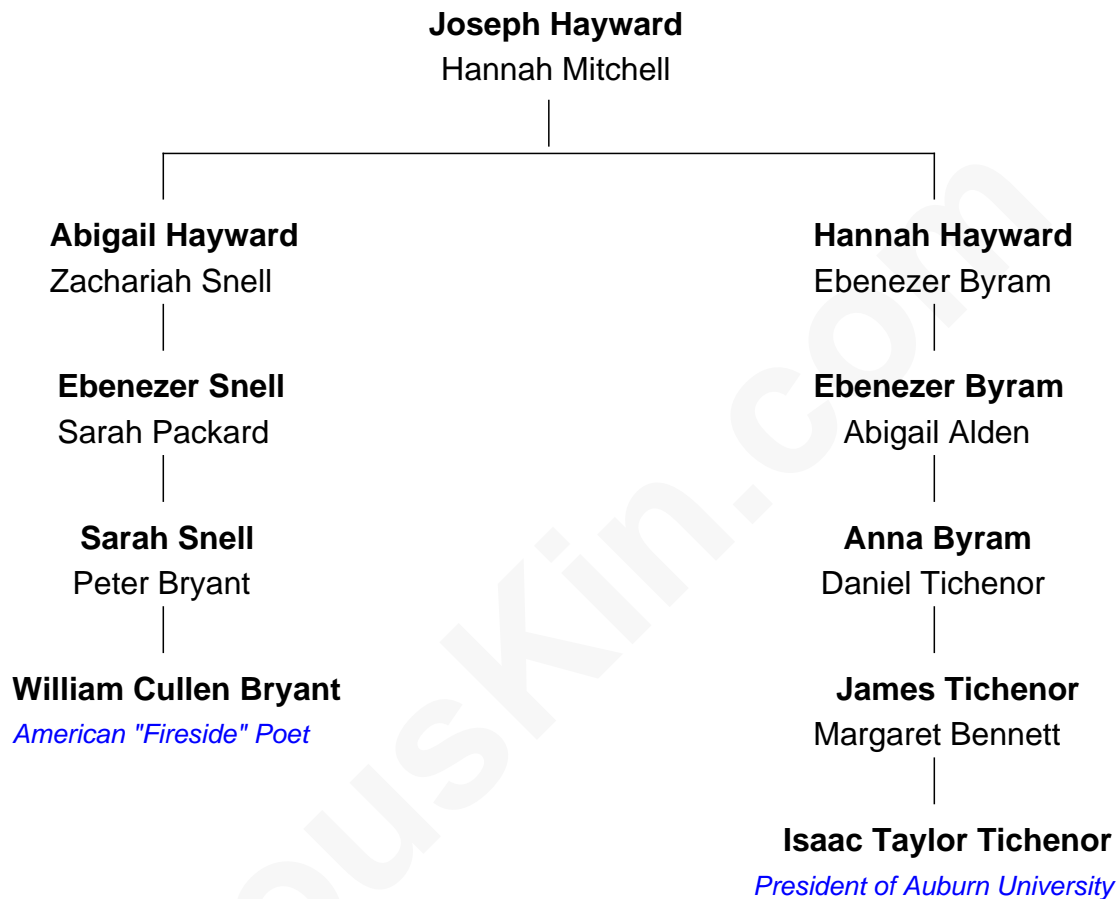 Joseph Hayward
Hannah Mitchell
Abigail Hayward
Zachariah Snell
Hannah Hayward
Ebenezer Byram
Ebenezer Snell
Sarah Packard
Ebenezer Byram
Abigail Alden
Sarah Snell
Peter Bryant
Anna Byram
Daniel Tichenor
William Cullen Bryant
American "Fireside" Poet
James Tichenor
Margaret Bennett
Isaac Taylor Tichenor
President of Auburn University
ousKin.com